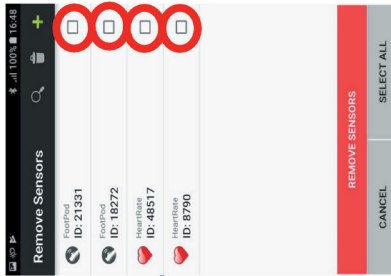 100% 16:48
Remove Sensors
FootPod
ID: 21331
FootPod
ID: 18272
HeartRate
ID: 48517
HeartRate
ID: 8790
REMOVE SENSORS
CANCEL
SELECT ALL